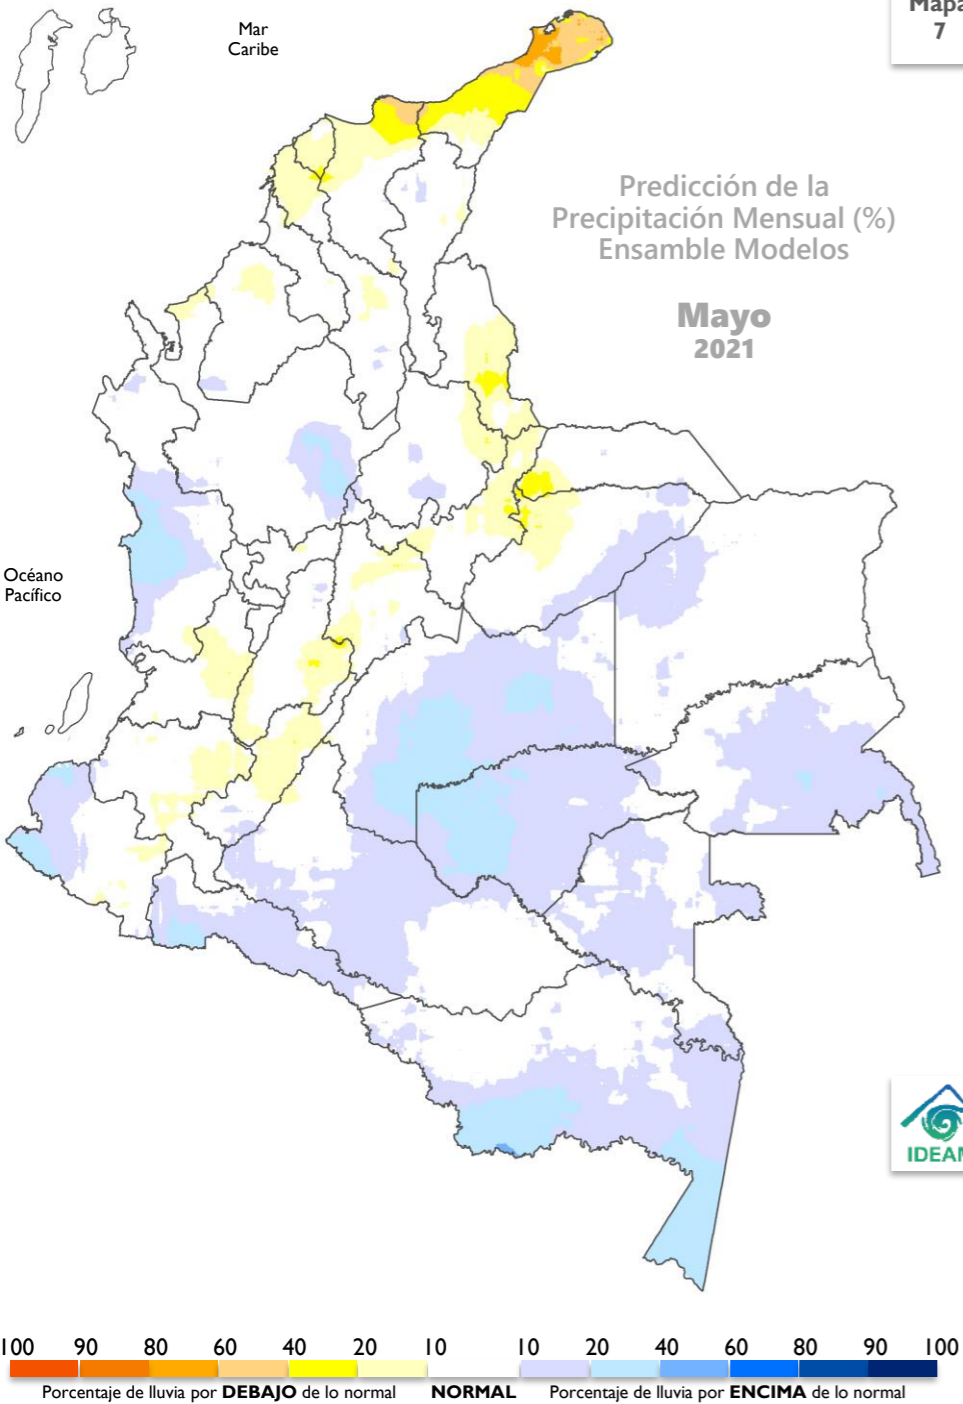 Mapa
7
Mar
Caribe
Predicción de la
Precipitación Mensual (%)
Ensamble Modelos
Mayo
2021
Océano
Pacífico
IDEAM
100 90 80 60 40 20 10 10 20 40 60 80 90 100
Porcentaje de lluvia por DEBAJO de lo normal NORMAL Porcentaje de lluvia por ENCIMA de lo normal